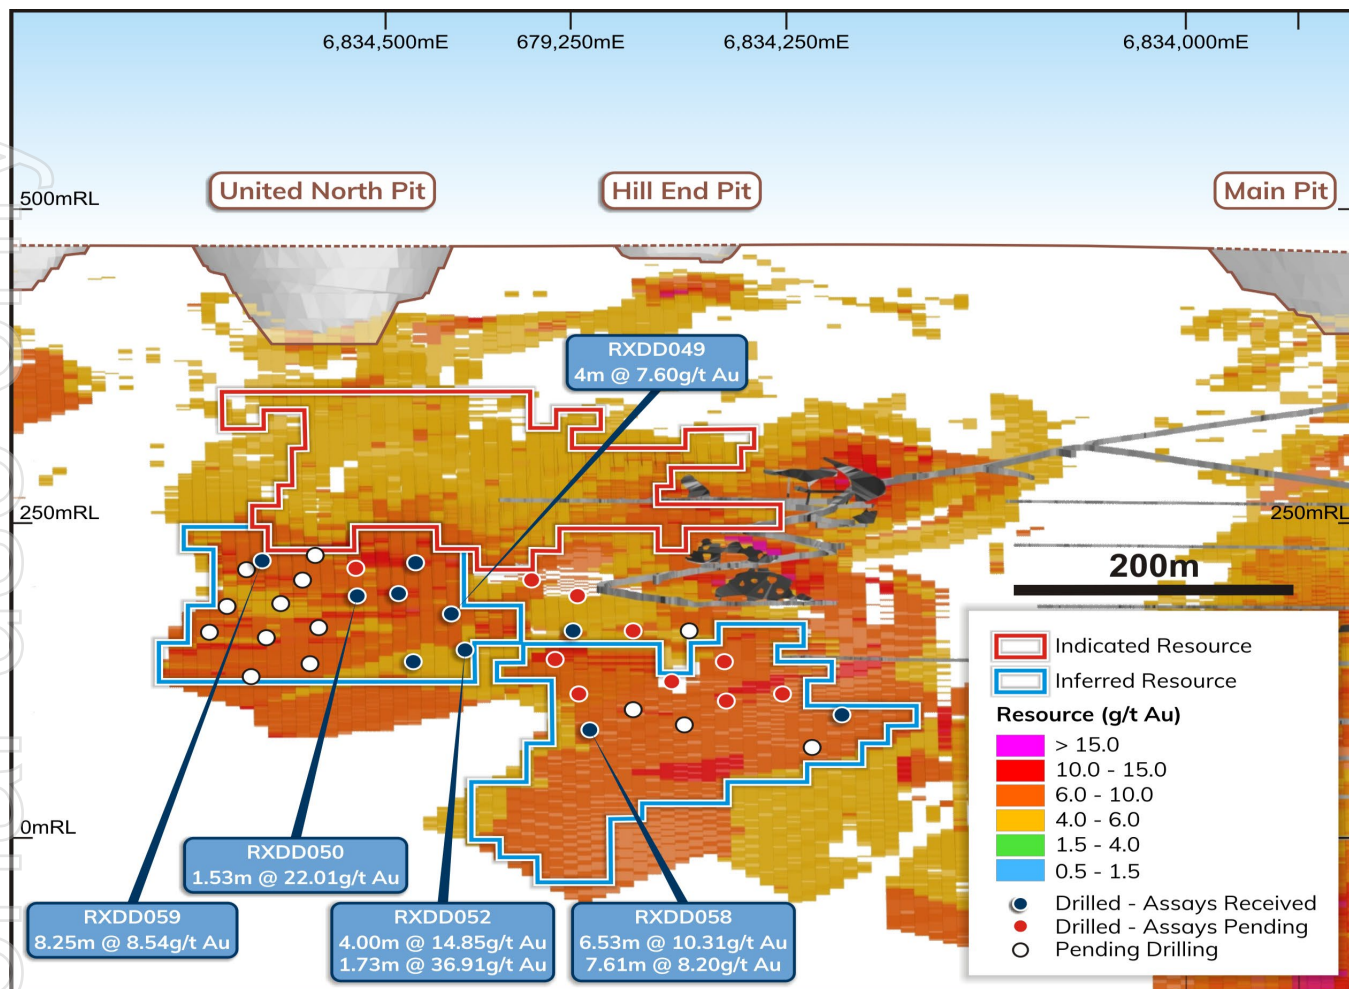 6,834,500mE
679,250mE
6,834,250mE
6,834,000mE
500mRL
United North Pit
Hill End Pit
Main Pit
RXDD049
4m @ 7.60g/t Au
250mRL
250mRL
200m
Indicated Resource
Inferred Resource
Resource (g/t Au)
> 15.0
10.0 - 15.0
6.0 - 10.0
4.0 - 6.0
1.5 - 4.0
0.5 - 1.5
Drilled - Assays Received
Drilled - Assays Pending
Pending Drilling
0mRL
RXDD050
1.53m @ 22.01g/t Au
RXDD059
8.25m @ 8.54g/t Au
RXDD052
4.00m @ 14.85g/t Au
1.73m @ 36.91g/t Au
RXDD058
6.53m @ 10.31g/t Au
7.61m @ 8.20g/t Au